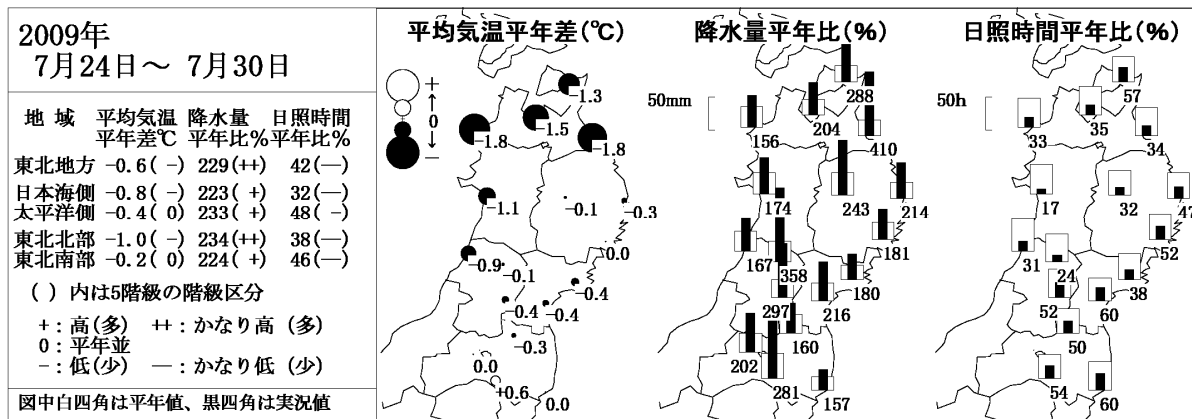 2009年
7月24日～ 7月30日
地 域 平均気温 降水量 日照時間
平年差℃ 平年比% 平年比%
東北地方 −0.6( −) 229(++) 42(―)
日本海側 −0.8( −) 223( +) 32(―)
太平洋側 −0.4( 0) 233( +) 48( −)
東北北部 −1.0( −) 234(++) 38(―)
東北南部 −0.2( 0) 224( +) 46(―)
( ) 内は5階級の階級区分
+：高(多) ++：かなり高 (多)
0：平年並
−：低(少) ―：かなり低 (少)
図中白四角は平年値、黒四角は実況値
平均気温平年差(℃)
+
↑
0
↓
−
−1.3
−1.5
−1.8
−1.8
−1.1
−0.1
−0.3
0.0
−0.9
−0.1
−0.4
−0.4
−0.4
−0.3
0.0
+0.6
0.0
降水量平年比(%)
50mm
288
204
156
410
174
243
214
181
167
358
180
297
216
160
202
281
157
日照時間平年比(%)
50h
57
35
33
34
17
32
47
52
31
24
38
52
60
50
54
60